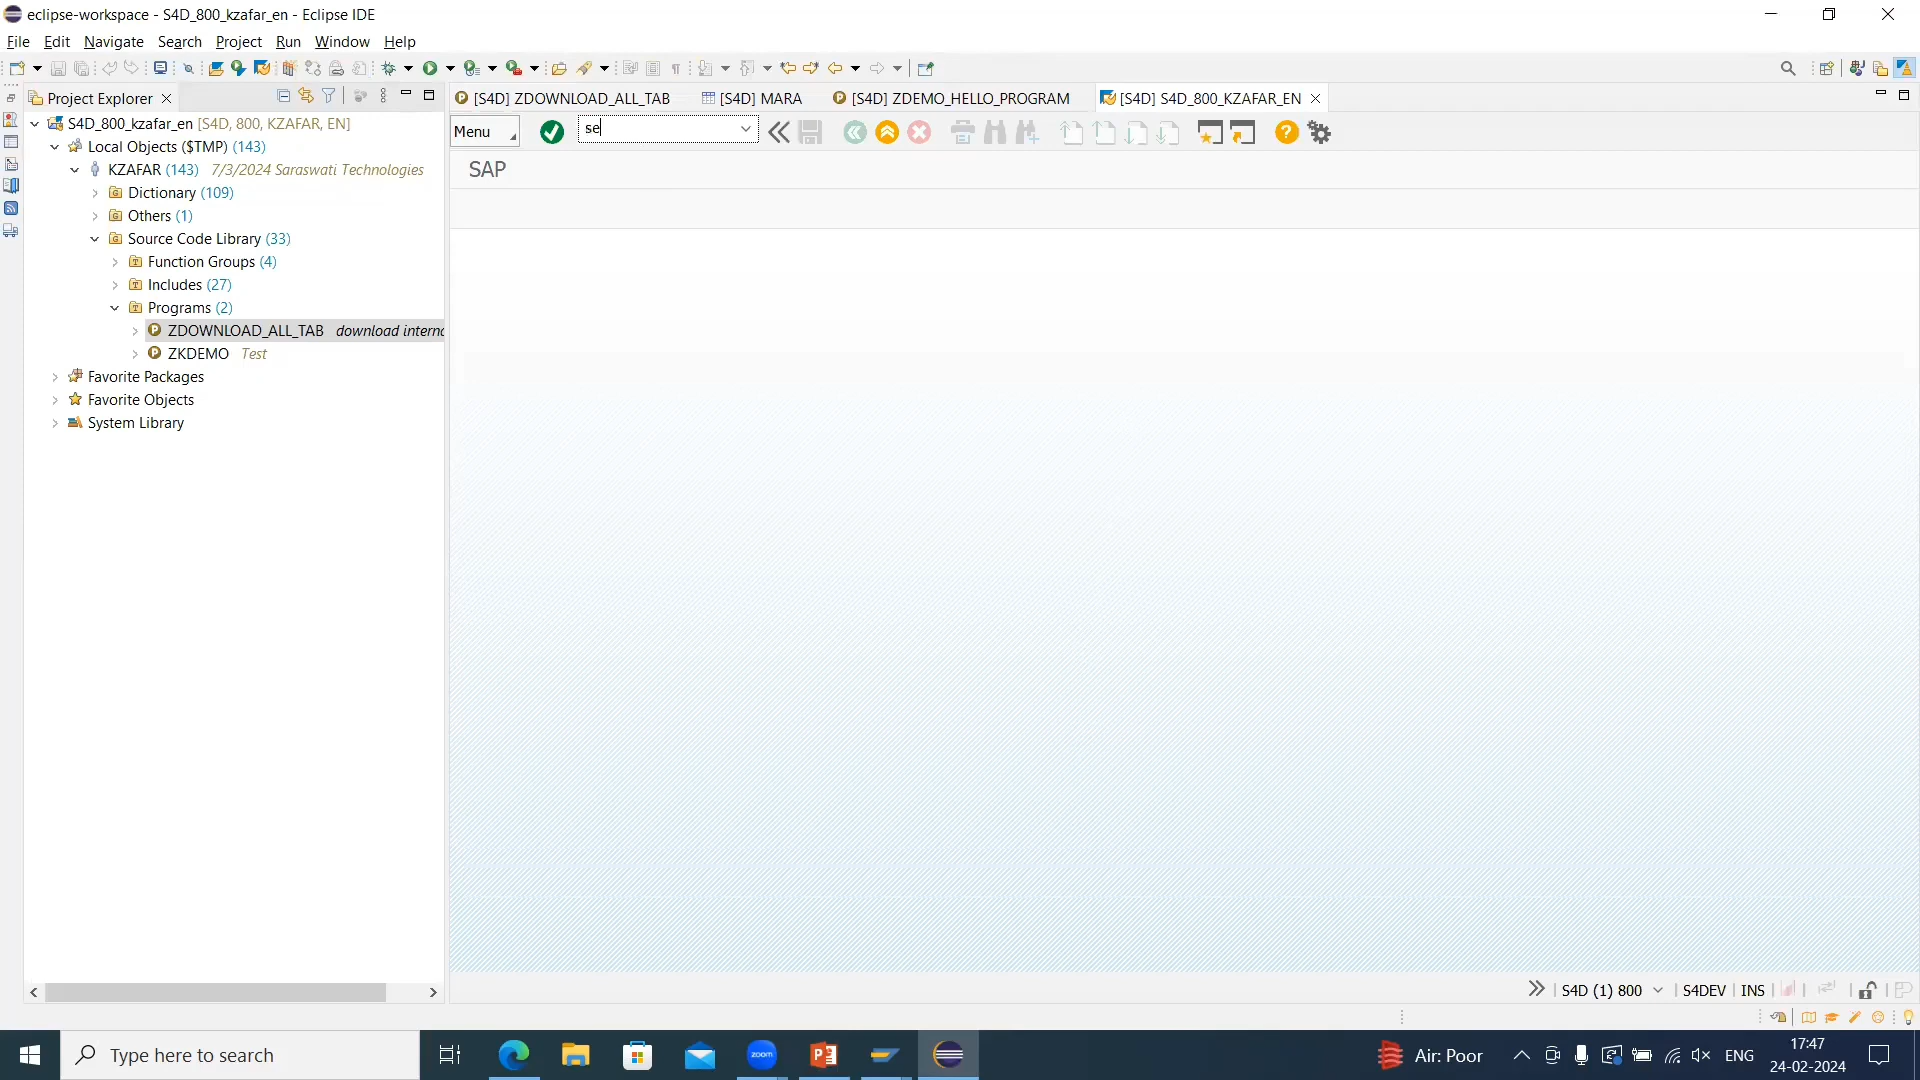 eclipse-workspace - S4D_800_kzafar_en - Eclipse IDE
File Edit Navigate Search Project Run Window Help
Project Explorer
[S4D] ZDOWNLOAD_ALL_TAB [S4D] MARA [S4D] ZDEMO_HELLO_PROGRAM [S4D] S4D_800_KZAFAR_EN
S4D_800_kzafar_en [S4D, 800, KZAFAR, EN]
Menu se
Local Objects ($TMP) (143)
KZAFAR (143) 7/3/2024 Saraswati Technologies
SAP
Dictionary (109)
Others (1)
Source Code Library (33)
Function Groups (4)
Includes (27)
Programs (2)
ZDOWNLOAD_ALL_TAB download interna
ZKDEMO Test
Favorite Packages
Favorite Objects
System Library
S4D (1) 800 S4DEV INS
Type here to search
zoom
Air: Poor
ENG
17:47
24-02-2024